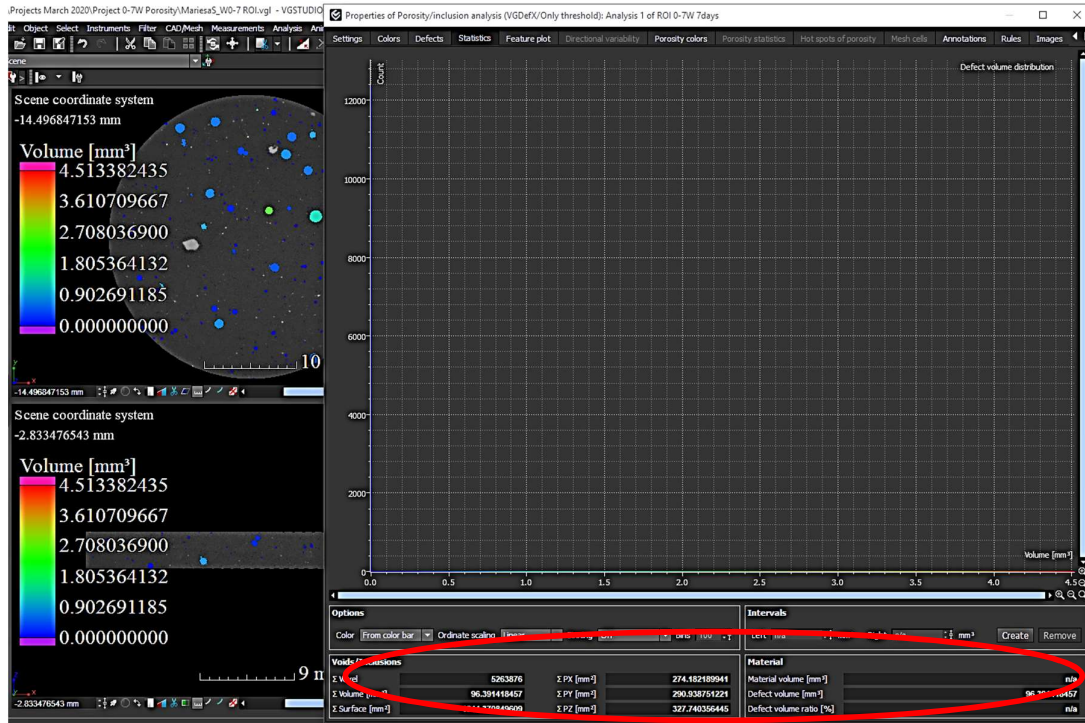 \Projects March 2020\Project 0-7W Porosity\MariesaS_W0-7 ROI.vgl - VGSTUDIO
Object Select Instruments Filter CAD/Mesh Measurements Analysis
Scene coordinate system
-14.496847153 mm
Volume [mm³]
4.513382435
3.610709667
2.708036900
1.805364132
0.902691185
0.000000000
10
-14.496847153 mm
Scene coordinate system
-2.833476543 mm
Volume [mm³]
4.513382435
3.610709667
2.708036900
1.805364132
0.902691185
0.000000000
9 m
-2.833476543 mm
Properties of Porosity/inclusion analysis (VGDefX/Only threshold): Analysis 1 of ROI 0-7W 7days
Settings Colors Defects Statistics Feature plot Directional variability Porosity colors Porosity statistics Hot spots of porosity Mesh cells Annotations Rules Images
Count
Defect volume distribution
12000
10000
8000
6000
4000
2000
0
Volume [mm³]
0.0 0.5 1.0 1.5 2.0 2.5 3.0 3.5 4.0 4.5
Options
Color From color bar Ordinate scaling Linear
Intervals
mm³ Create Remove
Voids/Inclusions
5263876 Σ PX [mm²] 274.182189941
Σ Volume [mm³] 96.391418457 Σ PY [mm²] 290.938751221
Σ Surface [mm²] Σ PZ [mm²] 327.740356445
Material
Material volume [mm³] n/a
Defect volume [mm³]
Defect volume ratio [%] n/a